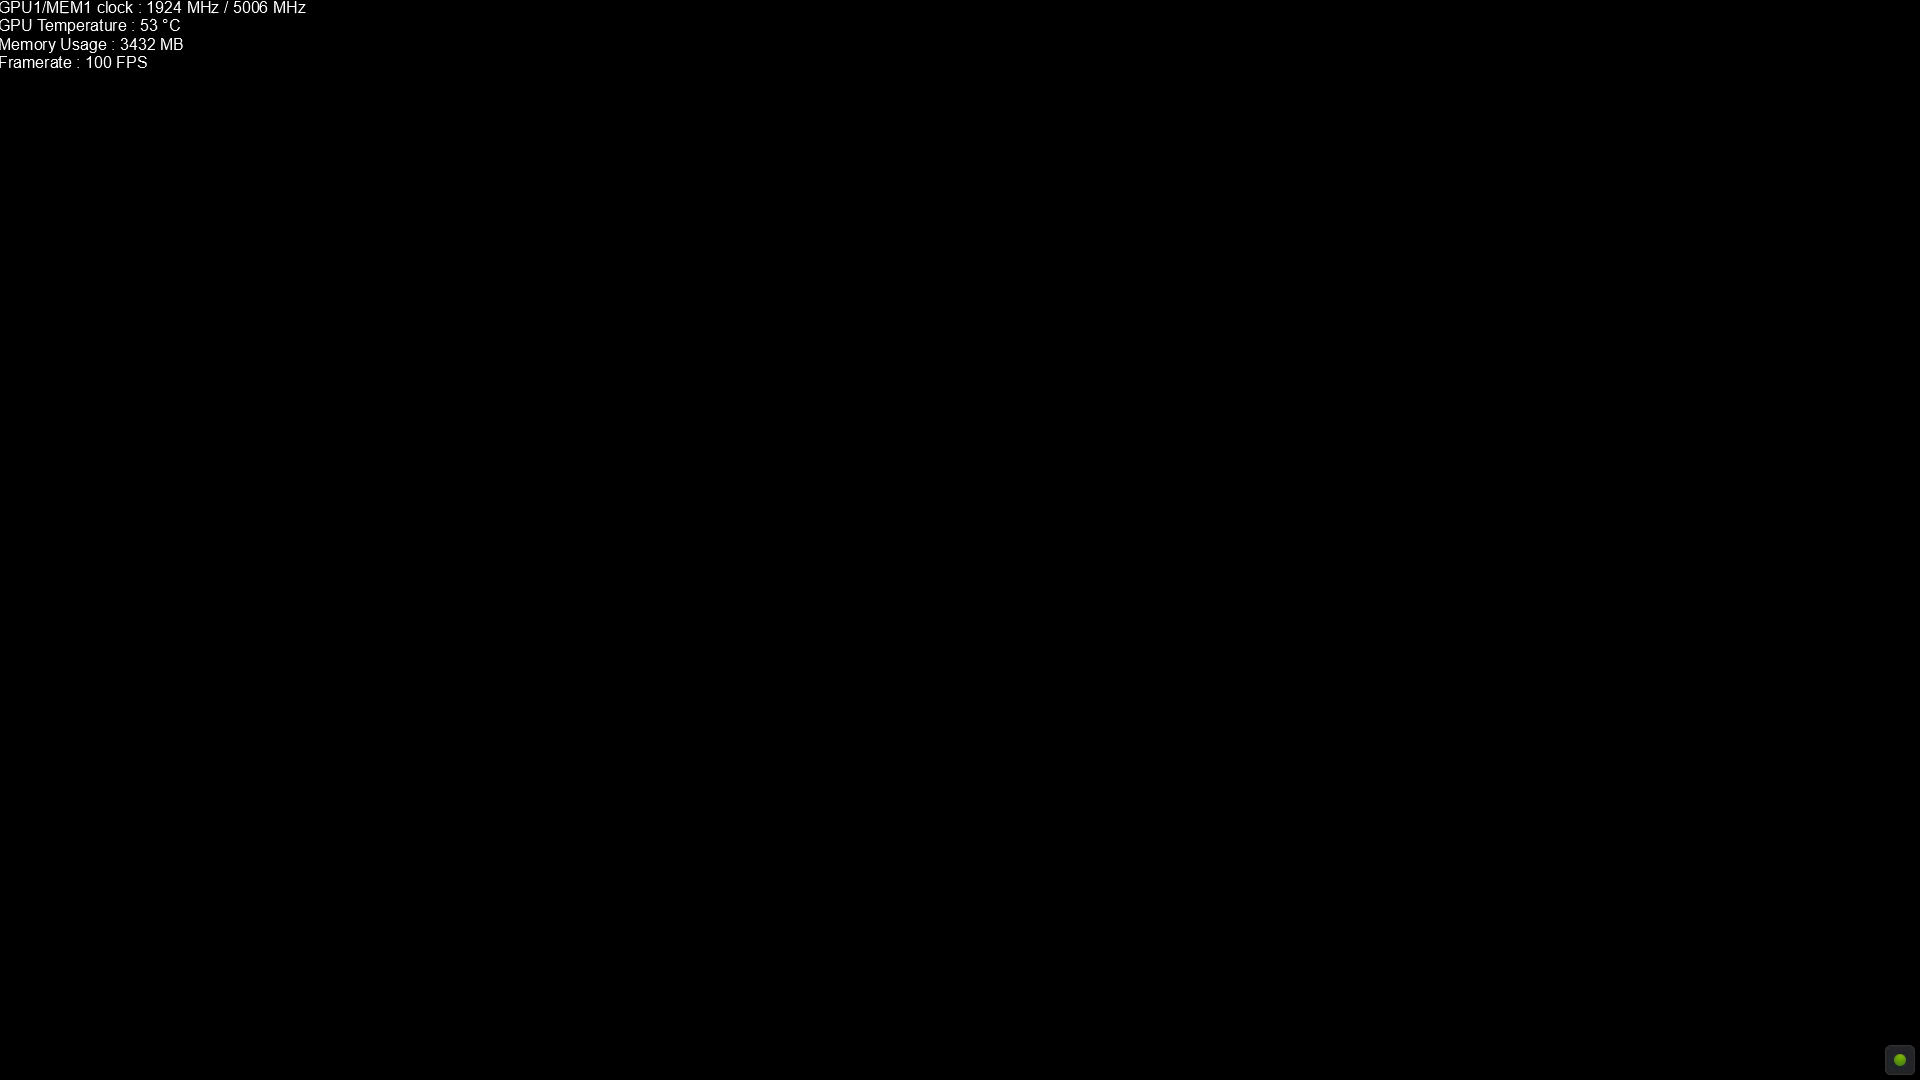 GPU1/MEM1 clock : 1924 MHz / 5006 MHz
GPU Temperature : 53 °C
Memory Usage : 3432 MB
Framerate : 100 FPS